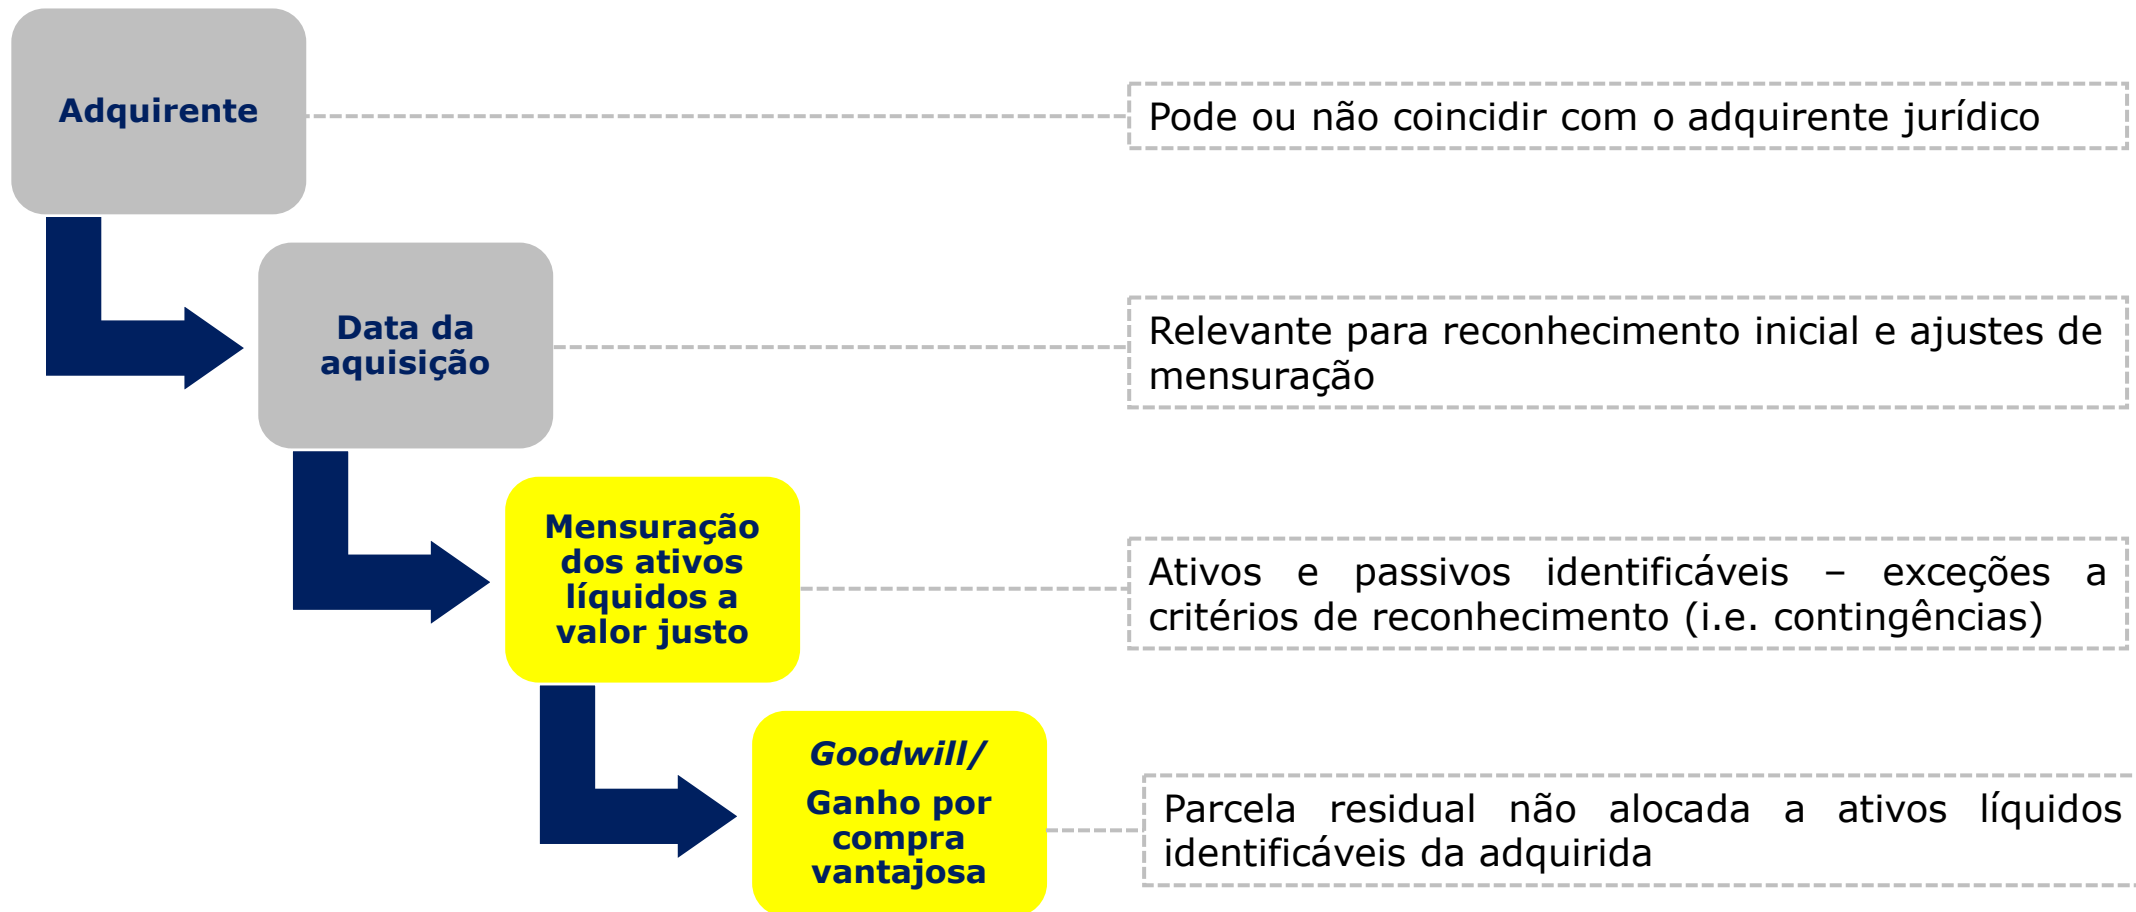 Adquirente
Pode ou não coincidir com o adquirente jurídico
Data da
aquisição
Relevante para reconhecimento inicial e ajustes de
mensuração
Mensuração
dos ativos
líquidos a
valor justo
Ativos e passivos identificáveis – exceções a
critérios de reconhecimento (i.e. contingências)
Goodwill/
Ganho por
compra
vantajosa
Parcela residual não alocada a ativos líquidos
identificáveis da adquirida